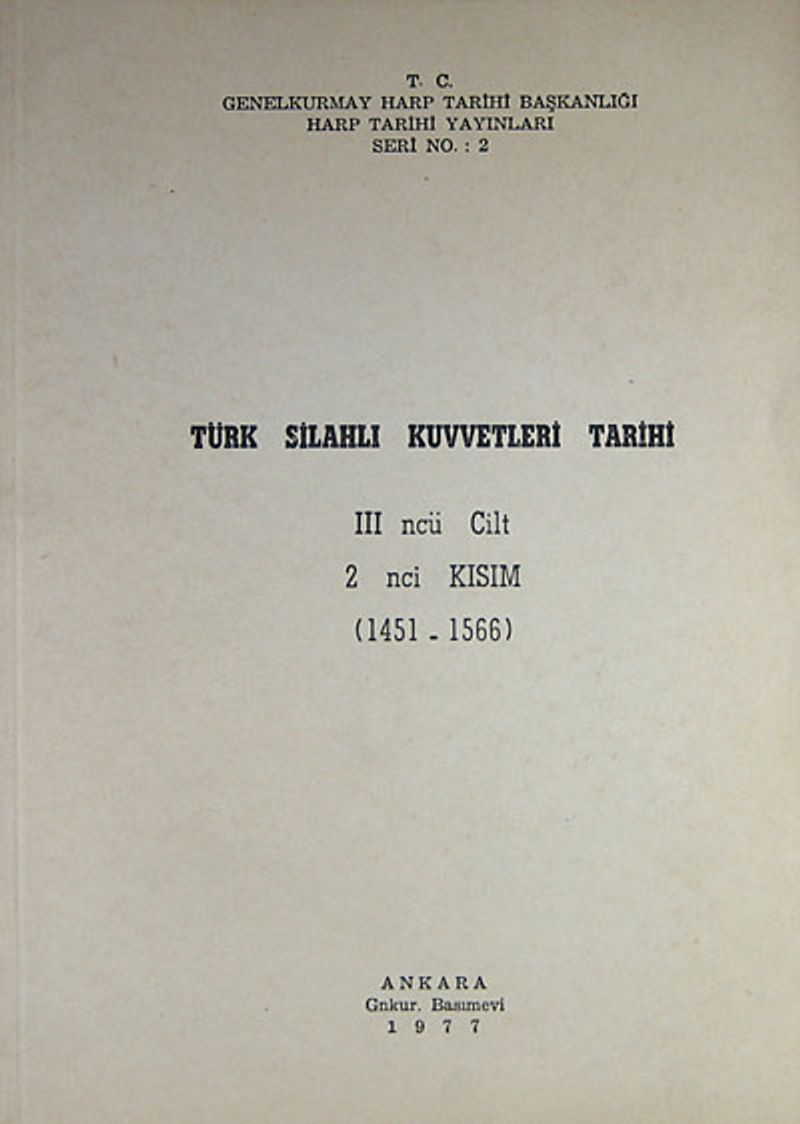 T. C.
GENELKURMAY HARP TARİHİ BAŞKANLIĞI
HARP TARİHİ YAYINLARI
SERİ NO. : 2
TÜRK SİLAHLI KUVVETLERİ TARİHİ
III ncü Cilt
2 nci KISIM
(1451 - 1566)
ANKARA
Gnkur. Basımevi
1977